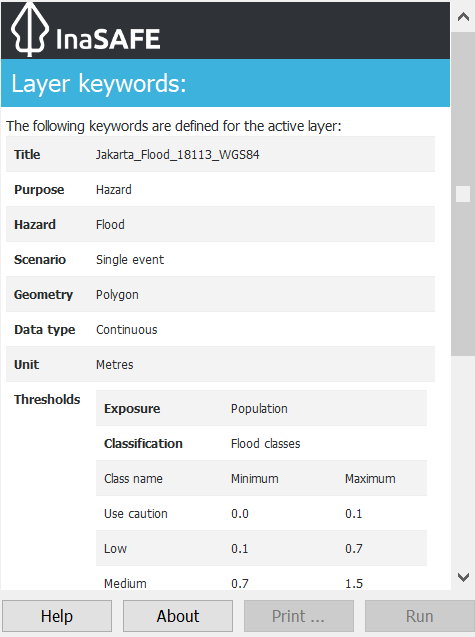 InaSAFE
Layer keywords:
The following keywords are defined for the active layer:
Title Jakarta_Flood_18113_WGS84
Purpose Hazard
Hazard Flood
Scenario Single event
Geometry Polygon
Data type Continuous
Unit Metres
Thresholds
Exposure Population
Classification Flood classes
Class name Minimum Maximum
Use caution 0.0 0.1
Low 0.1 0.7
Medium 0.7 1.5
Help About Print ... Run